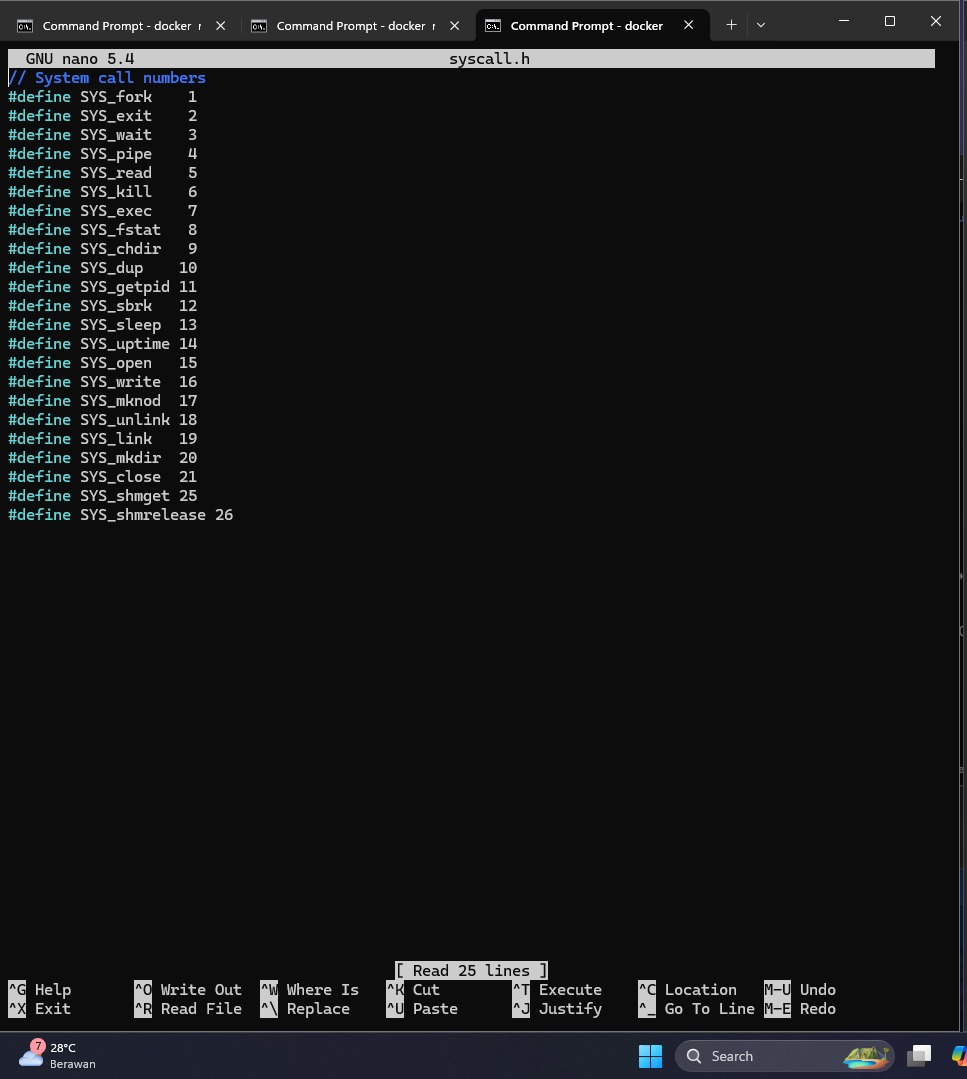 Command Prompt - docker r
Command Prompt - docker r
Command Prompt - docker
GNU nano 5.4 syscall.h
// System call numbers
#define SYS_fork    1
#define SYS_exit    2
#define SYS_wait    3
#define SYS_pipe    4
#define SYS_read    5
#define SYS_kill    6
#define SYS_exec    7
#define SYS_fstat   8
#define SYS_chdir   9
#define SYS_dup    10
#define SYS_getpid 11
#define SYS_sbrk   12
#define SYS_sleep  13
#define SYS_uptime 14
#define SYS_open   15
#define SYS_write  16
#define SYS_mknod  17
#define SYS_unlink 18
#define SYS_link   19
#define SYS_mkdir  20
#define SYS_close  21
#define SYS_shmget 25
#define SYS_shmrelease 26
[ Read 25 lines ]
^G Help ^O Write Out ^W Where Is ^K Cut ^T Execute ^C Location M-U Undo
^X Exit ^R Read File ^\ Replace ^U Paste ^J Justify ^_ Go To Line M-E Redo
7
28°C
Berawan
Search